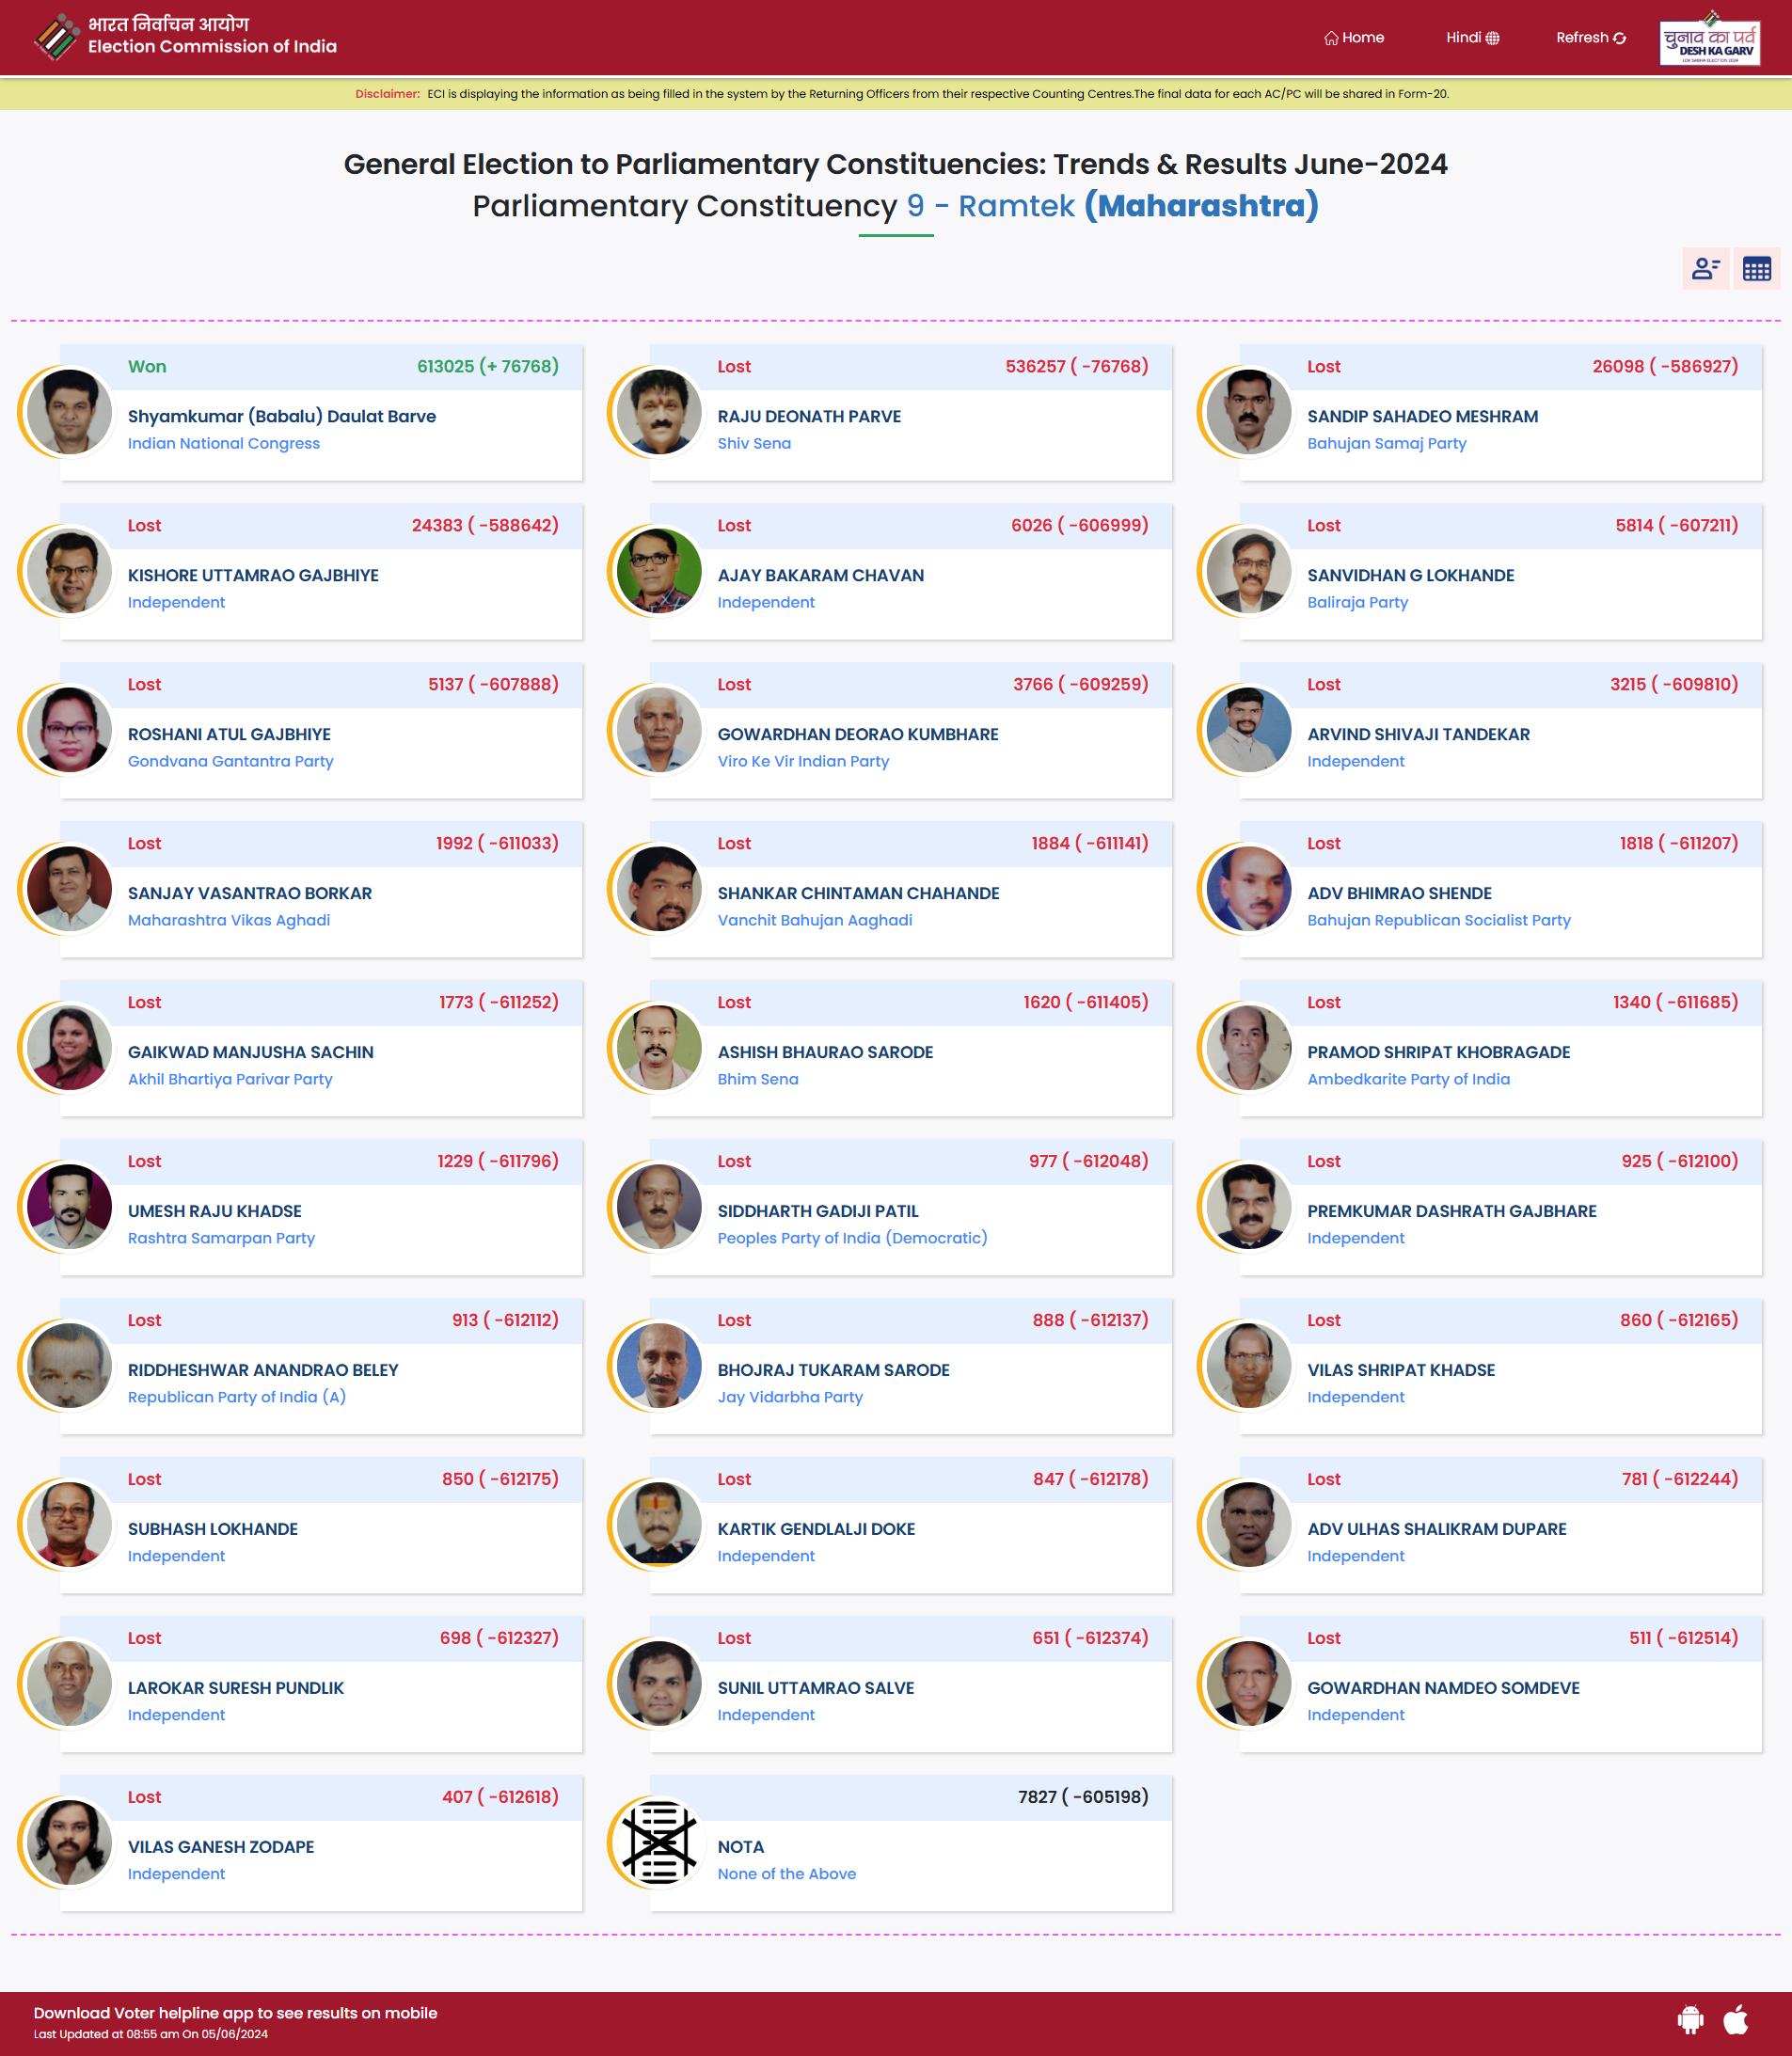 भारत निर्वाचन आयोग
Election Commission of India
Home
Hindi
Refresh
चुनाव का पर्व
DESH KA GARV
LOK SABHA ELECTION 2024
Disclaimer: ECI is displaying the information as being filled in the system by the Returning Officers from their respective Counting Centres.The final data for each AC/PC will be shared in Form-20.
General Election to Parliamentary Constituencies: Trends & Results June-2024
Parliamentary Constituency 9 - Ramtek (Maharashtra)
Won 613025 (+ 76768)
Shyamkumar (Babalu) Daulat Barve
Indian National Congress
Lost 536257 ( -76768)
RAJU DEONATH PARVE
Shiv Sena
Lost 26098 ( -586927)
SANDIP SAHADEO MESHRAM
Bahujan Samaj Party
Lost 24383 ( -588642)
KISHORE UTTAMRAO GAJBHIYE
Independent
Lost 6026 ( -606999)
AJAY BAKARAM CHAVAN
Independent
Lost 5814 ( -607211)
SANVIDHAN G LOKHANDE
Baliraja Party
Lost 5137 ( -607888)
ROSHANI ATUL GAJBHIYE
Gondvana Gantantra Party
Lost 3766 ( -609259)
GOWARDHAN DEORAO KUMBHARE
Viro Ke Vir Indian Party
Lost 3215 ( -609810)
ARVIND SHIVAJI TANDEKAR
Independent
Lost 1992 ( -611033)
SANJAY VASANTRAO BORKAR
Maharashtra Vikas Aghadi
Lost 1884 ( -611141)
SHANKAR CHINTAMAN CHAHANDE
Vanchit Bahujan Aaghadi
Lost 1818 ( -611207)
ADV BHIMRAO SHENDE
Bahujan Republican Socialist Party
Lost 1773 ( -611252)
GAIKWAD MANJUSHA SACHIN
Akhil Bhartiya Parivar Party
Lost 1620 ( -611405)
ASHISH BHAURAO SARODE
Bhim Sena
Lost 1340 ( -611685)
PRAMOD SHRIPAT KHOBRAGADE
Ambedkarite Party of India
Lost 1229 ( -611796)
UMESH RAJU KHADSE
Rashtra Samarpan Party
Lost 977 ( -612048)
SIDDHARTH GADIJI PATIL
Peoples Party of India (Democratic)
Lost 925 ( -612100)
PREMKUMAR DASHRATH GAJBHARE
Independent
Lost 913 ( -612112)
RIDDHESHWAR ANANDRAO BELEY
Republican Party of India (A)
Lost 888 ( -612137)
BHOJRAJ TUKARAM SARODE
Jay Vidarbha Party
Lost 860 ( -612165)
VILAS SHRIPAT KHADSE
Independent
Lost 850 ( -612175)
SUBHASH LOKHANDE
Independent
Lost 847 ( -612178)
KARTIK GENDLALJI DOKE
Independent
Lost 781 ( -612244)
ADV ULHAS SHALIKRAM DUPARE
Independent
Lost 698 ( -612327)
LAROKAR SURESH PUNDLIK
Independent
Lost 651 ( -612374)
SUNIL UTTAMRAO SALVE
Independent
Lost 511 ( -612514)
GOWARDHAN NAMDEO SOMDEVE
Independent
Lost 407 ( -612618)
VILAS GANESH ZODAPE
Independent
7827 ( -605198)
NOTA
None of the Above
Download Voter helpline app to see results on mobile
Last Updated at 08:55 am On 05/06/2024